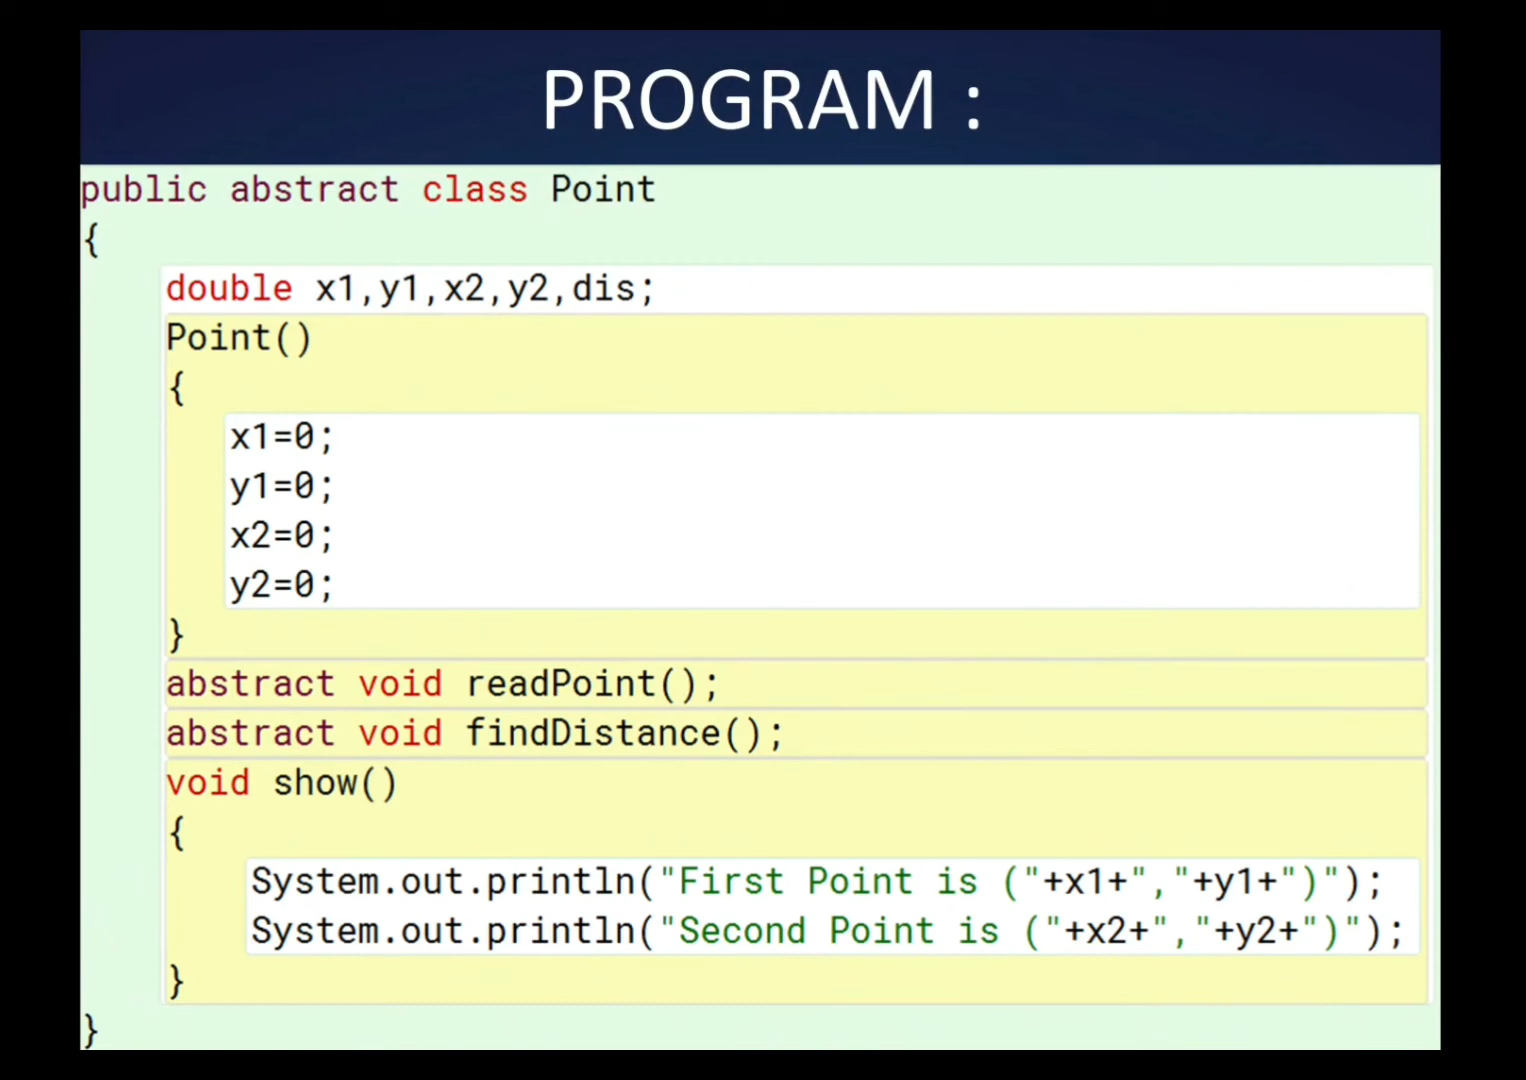 PROGRAM :
public abstract class Point
{
double x1,y1,x2,y2,dis;
Point()
{
x1=0;
y1=0;
x2=0;
y2=0;
}
abstract void readPoint();
abstract void findDistance();
void show()
{
System.out.println("First Point is ("+x1+","+y1+")");
System.out.println("Second Point is ("+x2+","+y2+")");
}
}